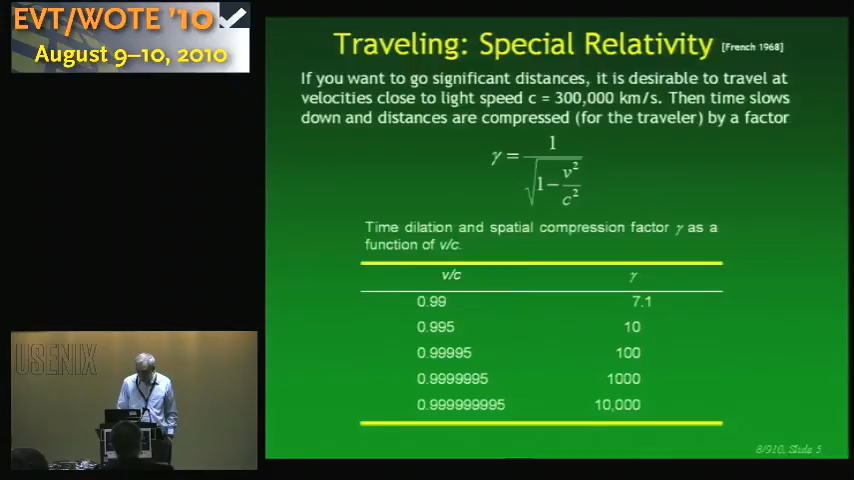 EVT/WOTE '10
August 9–10, 2010
Traveling: Special Relativity [French 1968]
If you want to go significant distances, it is desirable to travel at
velocities close to light speed c = 300,000 km/s. Then time slows
down and distances are compressed (for the traveler) by a factor
γ = 1 / √(1 − v²/c²)
Time dilation and spatial compression factor γ as a
function of v/c.
v/c γ
0.99 7.1
0.995 10
0.99995 100
0.9999995 1000
0.999999995 10,000
8/910, Slide 5
USENIX